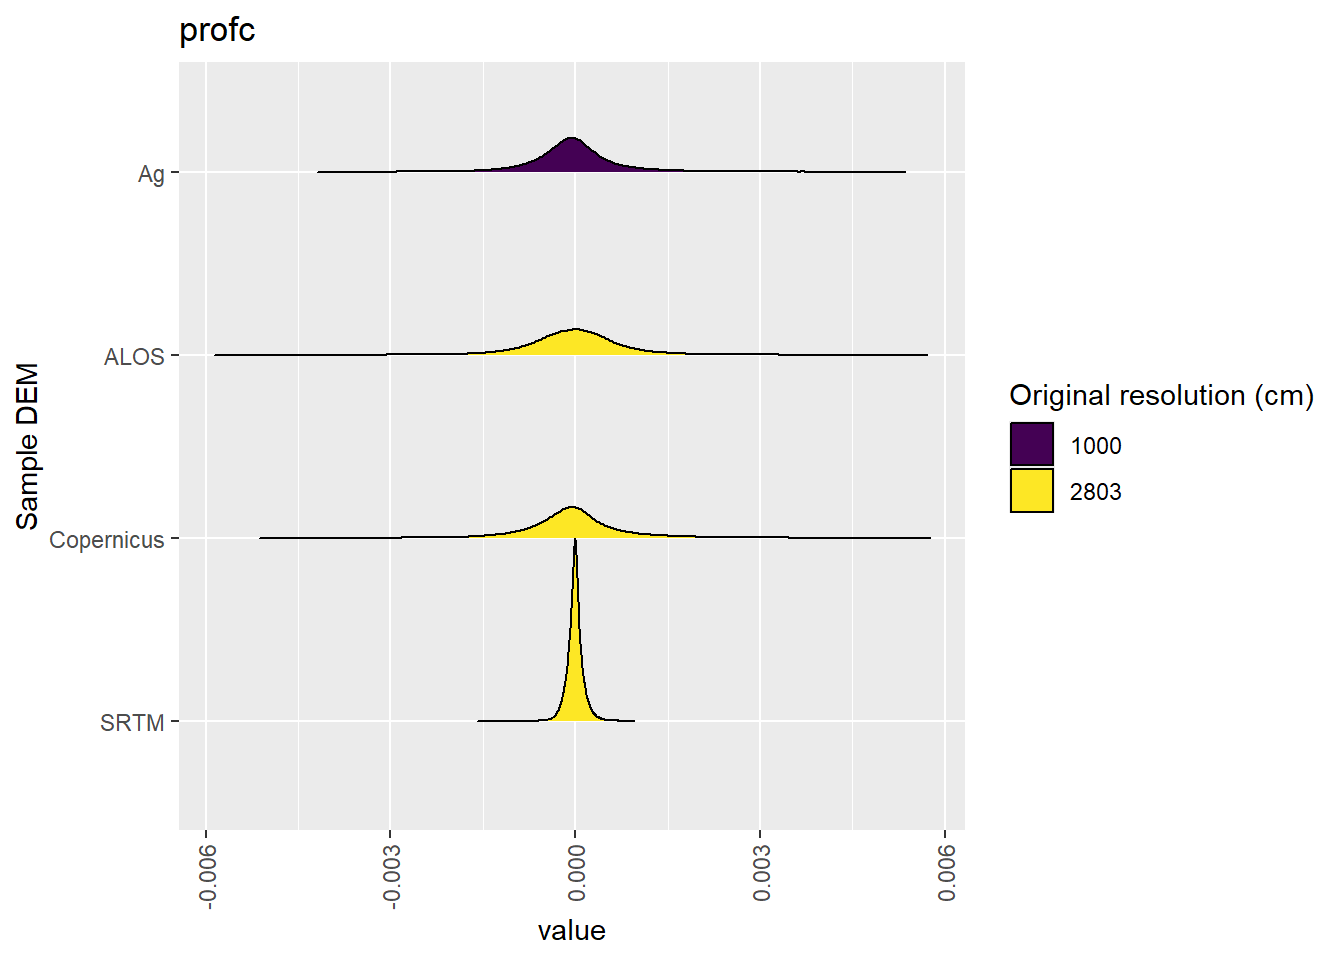 profc
Sample DEM
Ag
ALOS
Copernicus
SRTM
-0.006
-0.003
0.000
0.003
0.006
value
Original resolution (cm)
1000
2803